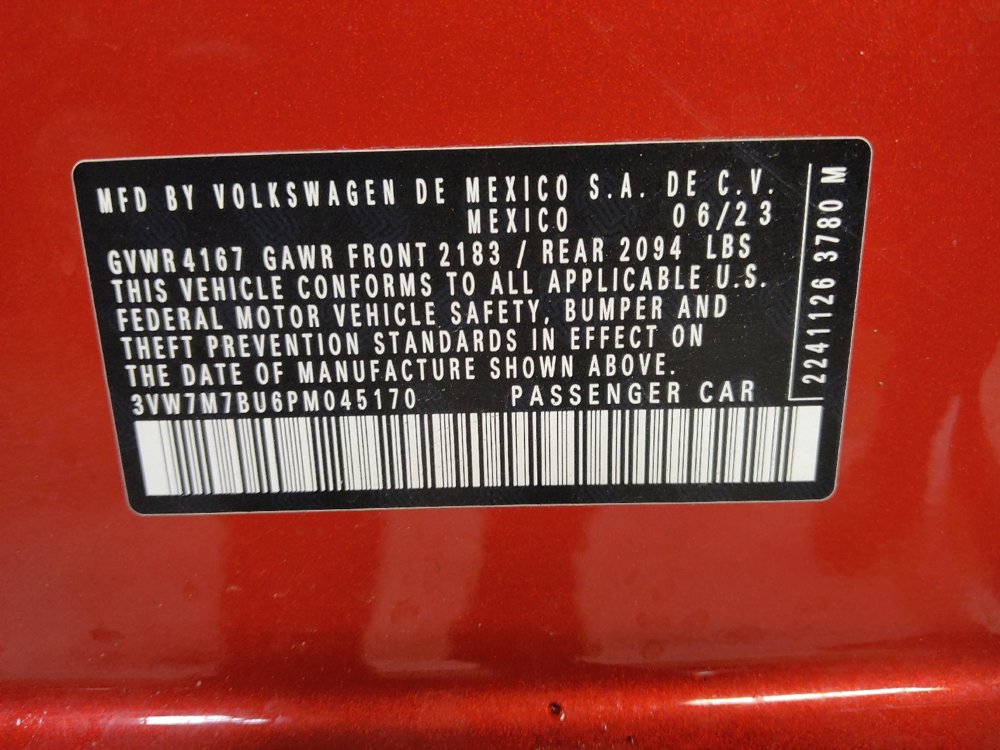 MFD BY VOLKSWAGEN DE MEXICO S.A. DE C.V.
MEXICO 06/23
GVWR 4167 GAWR FRONT 2183 / REAR 2094 LBS
THIS VEHICLE CONFORMS TO ALL APPLICABLE U.S.
FEDERAL MOTOR VEHICLE SAFETY, BUMPER AND
THEFT PREVENTION STANDARDS IN EFFECT ON
THE DATE OF MANUFACTURE SHOWN ABOVE.
3VW7M7BU6PM045170 PASSENGER CAR
2241126 3780 M